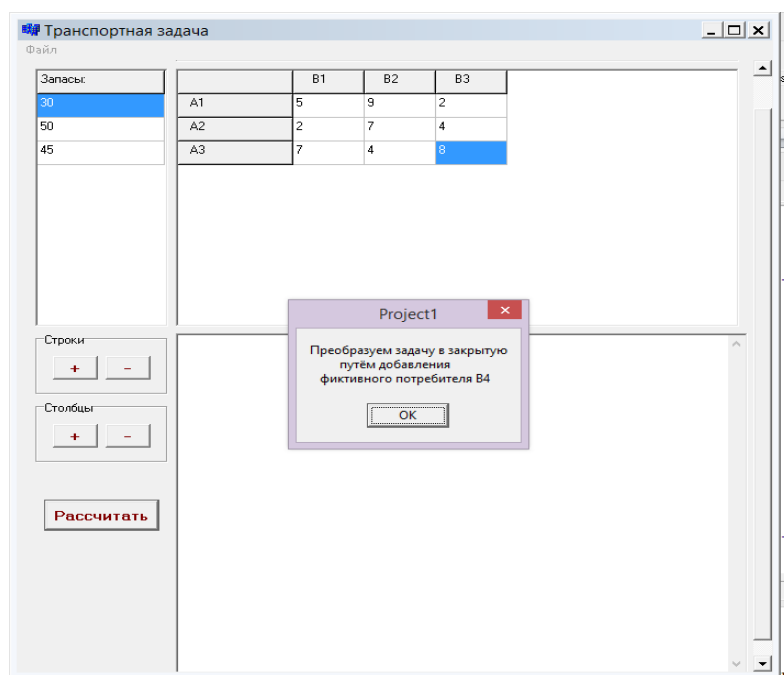 Транспортная задача
Файл
Запасы:
30
50
45
B1 B2 B3
A1 5 9 2
A2 2 7 4
A3 7 4 8
Project1
Преобразуем задачу в закрытую
путём добавления
фиктивного потребителя B4
OK
Строки
+ -
Столбцы
+ -
Рассчитать